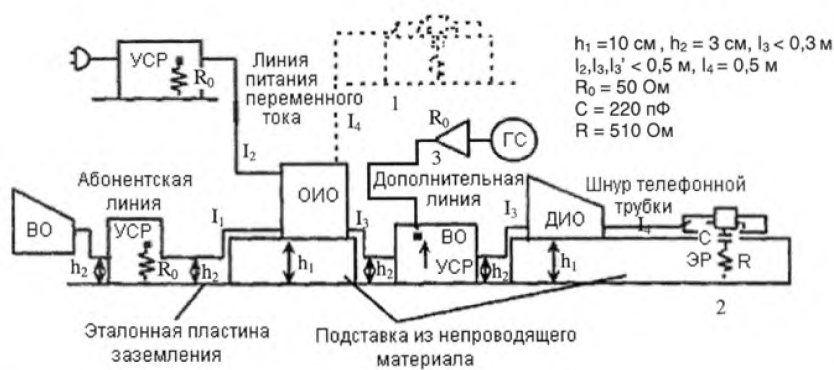 h₁ =10 см , h₂ = 3 см, l₃ < 0,3 м
l₂,l₃,l₃' < 0,5 м, l₄ = 0,5 м
R₀ = 50 Ом
C = 220 пФ
R = 510 Ом
УСР
R₀
Линия
питания
переменного
тока
1
l₂
l₄
R₀
3
ГС
Абонентская
линия
ВО
УСР
R₀
h₂
h₂
l₁
ОИО
h₁
l₃
Дополнительная
линия
ВО
УСР
h₂
h₂
l₃
ДИО
h₁
Шнур телефонной
трубки
l₄
C
ЭР
R
2
Эталонная пластина
заземления
Подставка из непроводящего
материала